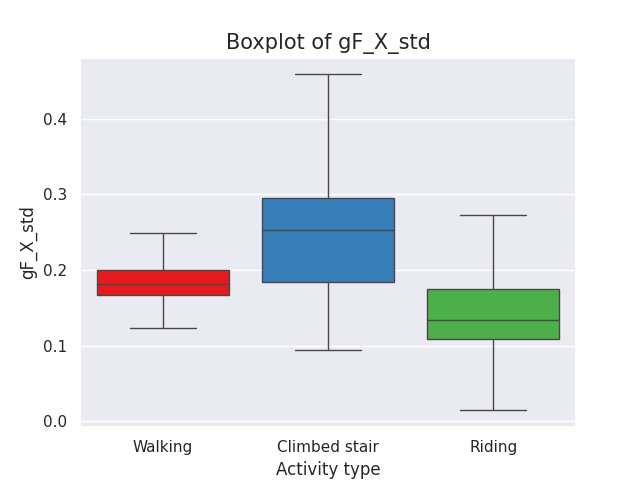 Boxplot of gF_X_std
gF_X_std
0.4
0.3
0.2
0.1
0.0
Walking
Climbed stair
Riding
Activity type